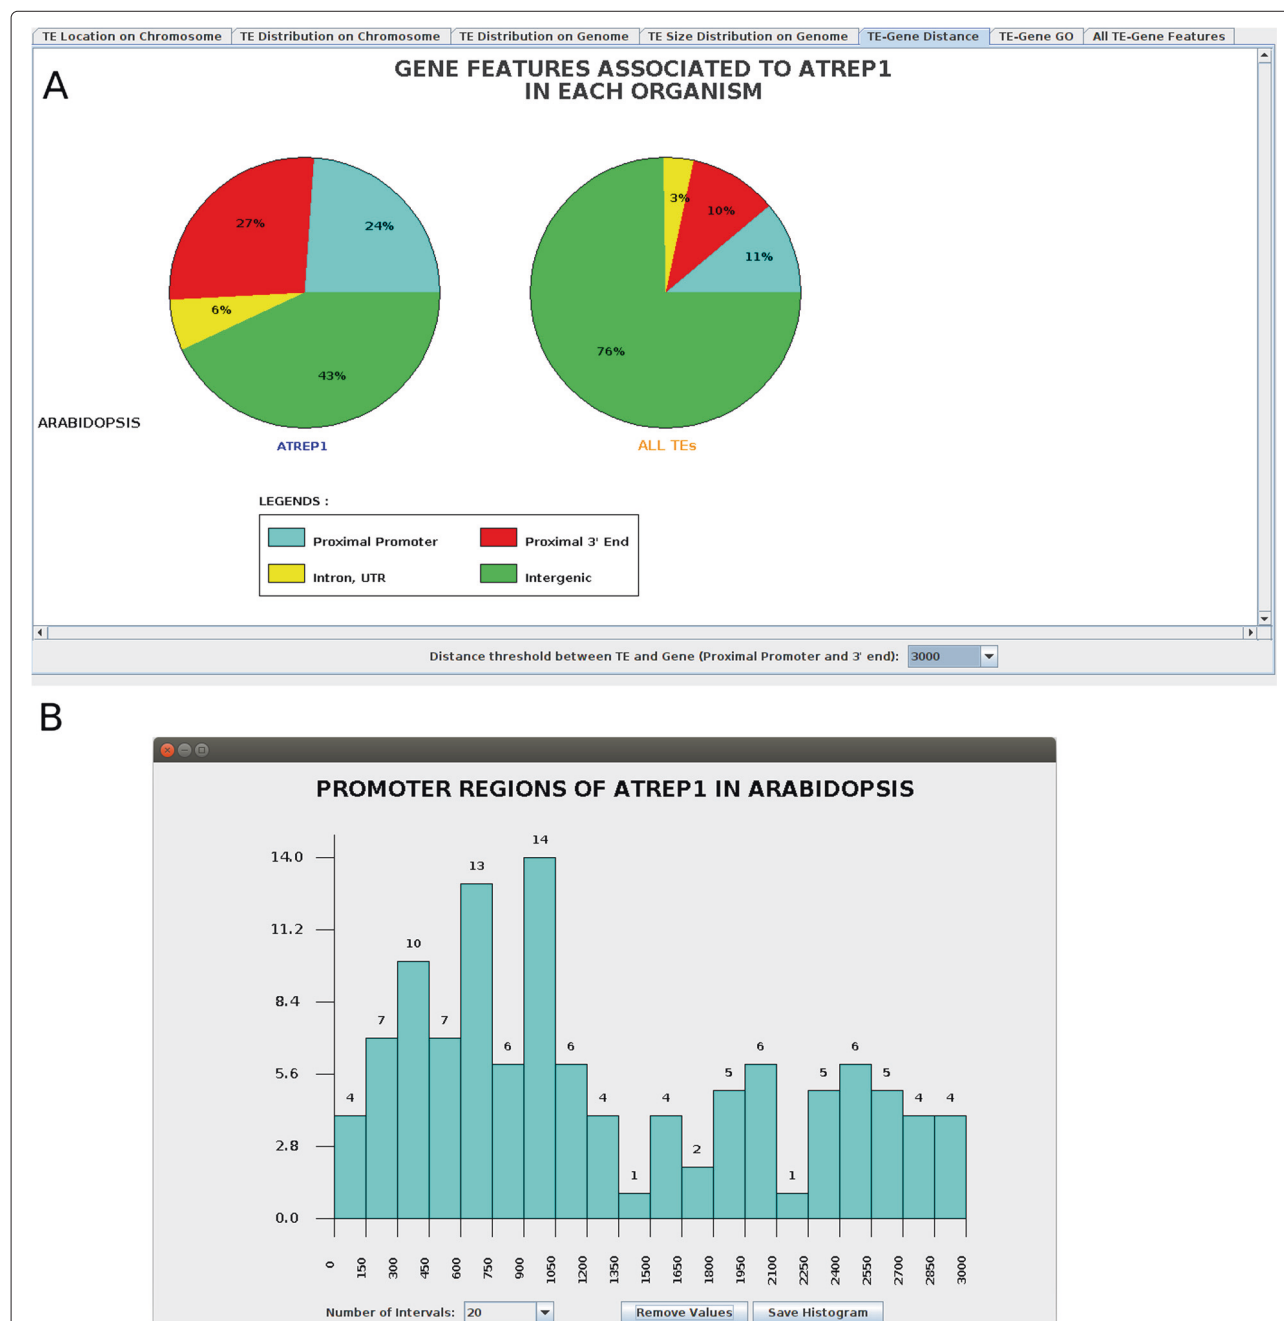 TE Location on Chromosome TE Distribution on Chromosome TE Distribution on Genome TE Size Distribution on Genome TE-Gene Distance TE-Gene GO All TE-Gene Features
A
GENE FEATURES ASSOCIATED TO ATREP1
IN EACH ORGANISM
27% 24% 6% 43%
3% 10% 11% 76%
ARABIDOPSIS
ATREP1 ALL TEs
LEGENDS :
Proximal Promoter Proximal 3' End
Intron, UTR Intergenic
Distance threshold between TE and Gene (Proximal Promoter and 3' end): 3000
B
PROMOTER REGIONS OF ATREP1 IN ARABIDOPSIS
14.0
11.2
8.4
5.6
2.8
0.0
4 7 10 7 13 6 14 6 4 1 4 2 5 6 1 5 6 5 4 4
0 150 300 450 600 750 900 1050 1200 1350 1500 1650 1800 1950 2100 2250 2400 2550 2700 2850 3000
Number of Intervals: 20 Remove Values Save Histogram